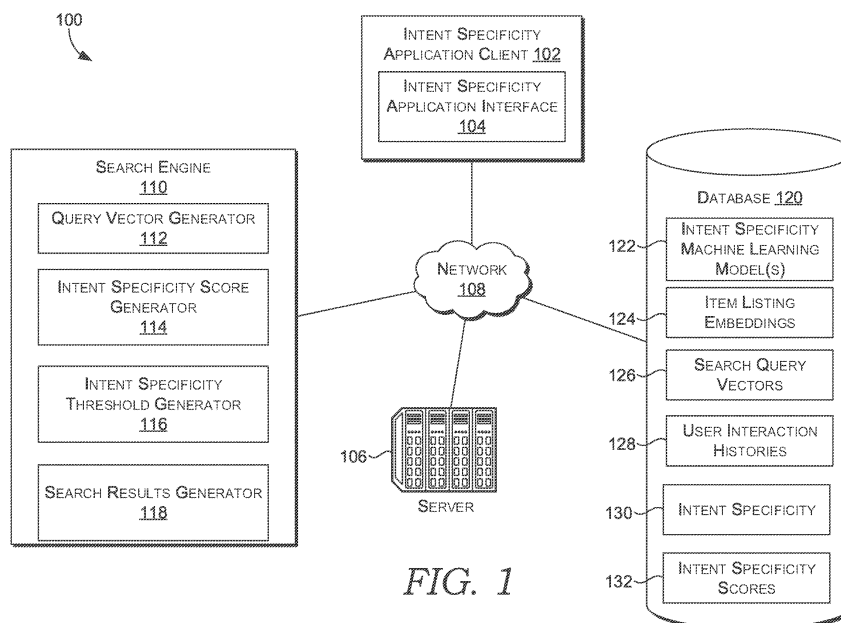 100
INTENT SPECIFICITY
APPLICATION CLIENT 102
INTENT SPECIFICITY
APPLICATION INTERFACE
104
SEARCH ENGINE
110
QUERY VECTOR GENERATOR
112
INTENT SPECIFICITY SCORE
GENERATOR
114
INTENT SPECIFICITY
THRESHOLD GENERATOR
116
SEARCH RESULTS GENERATOR
118
NETWORK
108
106
SERVER
DATABASE 120
122
INTENT SPECIFICITY
MACHINE LEARNING
MODEL(S)
124
ITEM LISTING
EMBEDDINGS
126
SEARCH QUERY
VECTORS
128
USER INTERACTION
HISTORIES
130
INTENT SPECIFICITY
132
INTENT SPECIFICITY
SCORES
FIG. 1